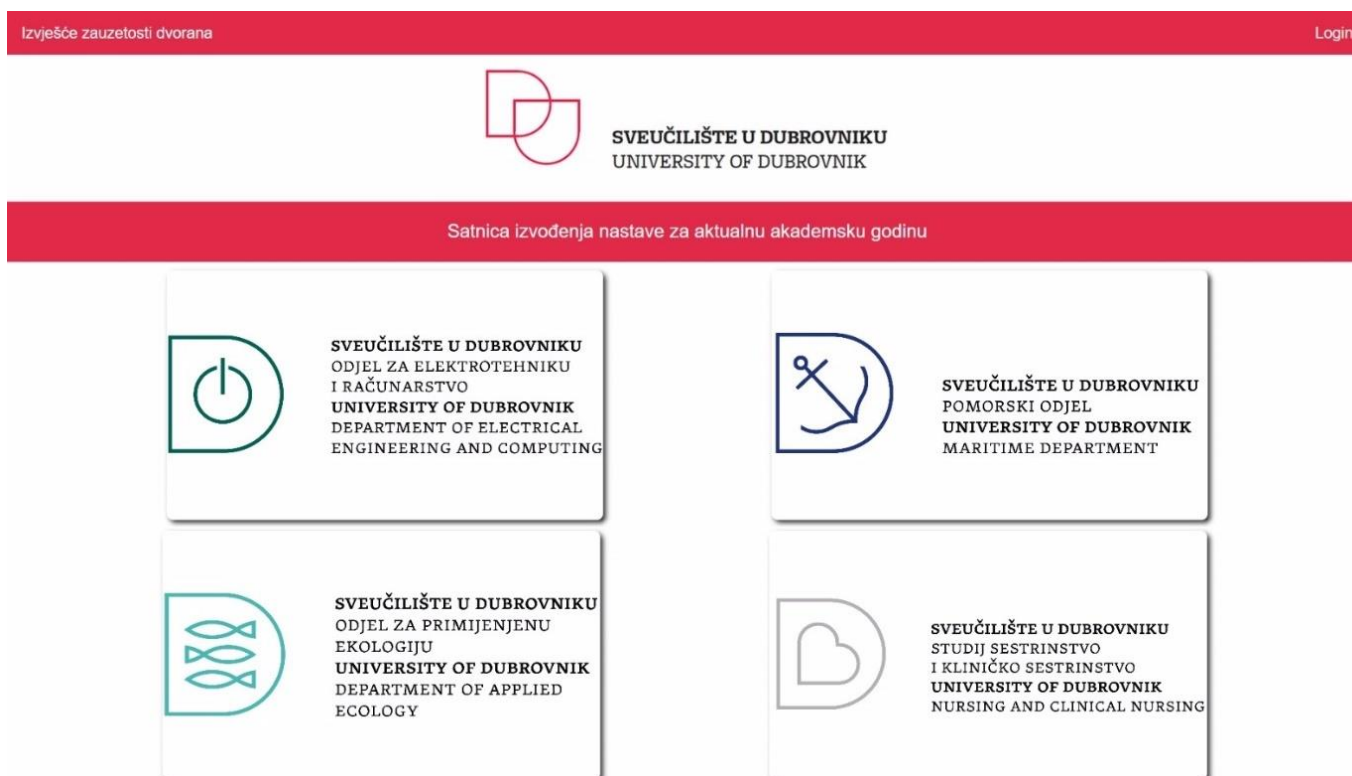 Izvješće zauzetosti dvorana
Login
SVEUČILIŠTE U DUBROVNIKU
UNIVERSITY OF DUBROVNIK
Satnica izvođenja nastave za aktualnu akademsku godinu
SVEUČILIŠTE U DUBROVNIKU
ODJEL ZA ELEKTROTEHNIKU
I RAČUNARSTVO
UNIVERSITY OF DUBROVNIK
DEPARTMENT OF ELECTRICAL
ENGINEERING AND COMPUTING
SVEUČILIŠTE U DUBROVNIKU
POMORSKI ODJEL
UNIVERSITY OF DUBROVNIK
MARITIME DEPARTMENT
SVEUČILIŠTE U DUBROVNIKU
ODJEL ZA PRIMIJENJENU
EKOLOGIJU
UNIVERSITY OF DUBROVNIK
DEPARTMENT OF APPLIED
ECOLOGY
SVEUČILIŠTE U DUBROVNIKU
STUDIJ SESTRINSTVO
I KLINIČKO SESTRINSTVO
UNIVERSITY OF DUBROVNIK
NURSING AND CLINICAL NURSING